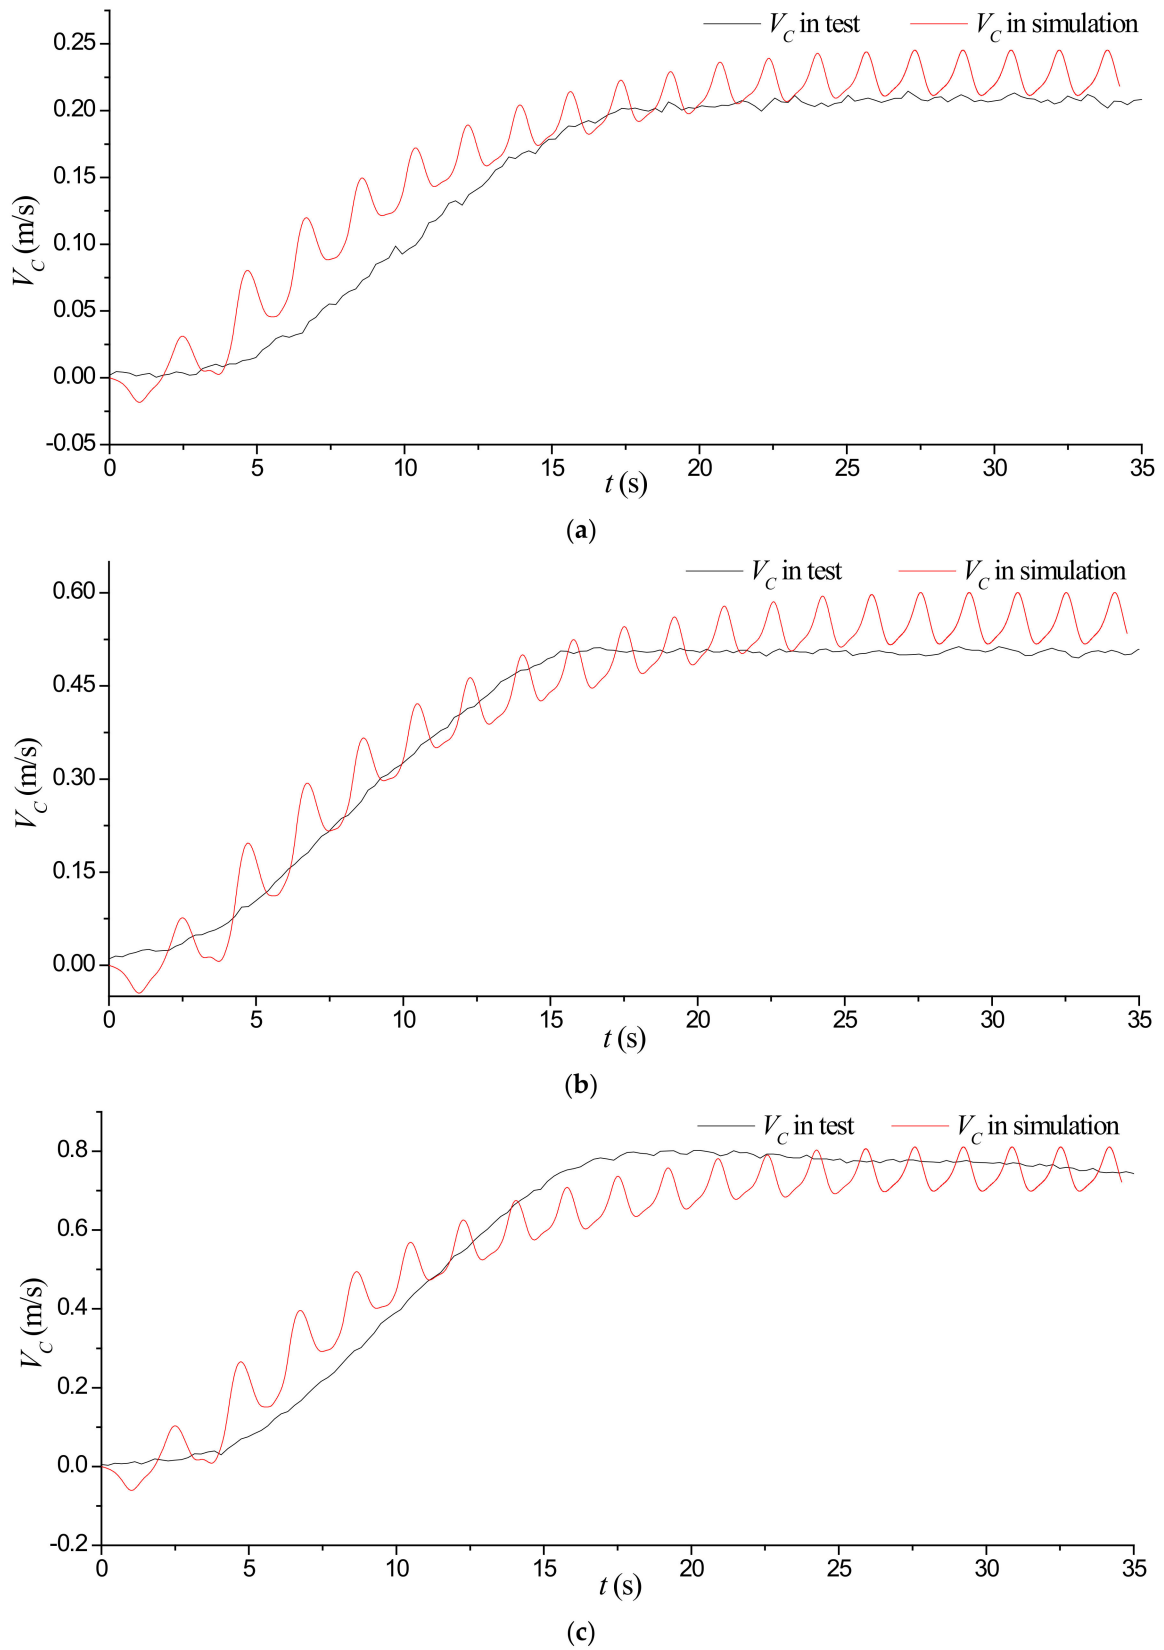 V_C in test V_C in simulation
0.25
0.20
0.15
0.10
0.05
0.00
-0.05
V_C (m/s)
0 5 10 15 20 25 30 35
t (s)
(a)
V_C in test V_C in simulation
0.60
0.45
0.30
0.15
0.00
V_C (m/s)
0 5 10 15 20 25 30 35
t (s)
(b)
V_C in test V_C in simulation
0.8
0.6
0.4
0.2
0.0
-0.2
V_C (m/s)
0 5 10 15 20 25 30 35
t (s)
(c)